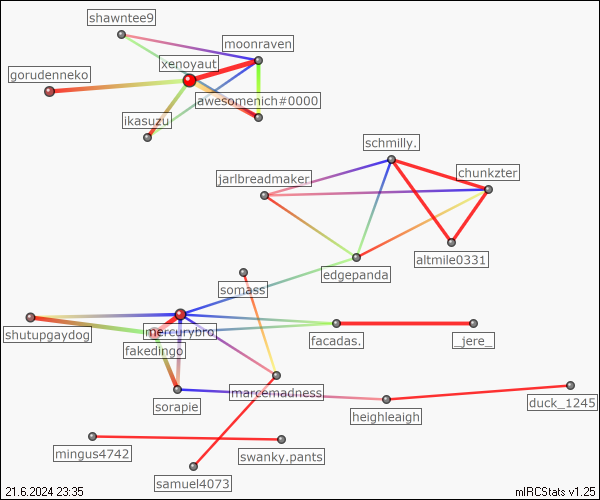 shawntee9
moonraven
xenoyaut
gorudenneko
awesomenich#0000
ikasuzu
schmilly.
chunkzter
jarlbreadmaker
altmile0331
edgepanda
somass
mercurybro
shutupgaydog
facadas.
_jere_
fakedingo
marcemadness
sorapie
duck_1245
heighleaigh
mingus4742
swanky.pants
samuel4073
21.6.2024 23:35
mIRCStats v1.25